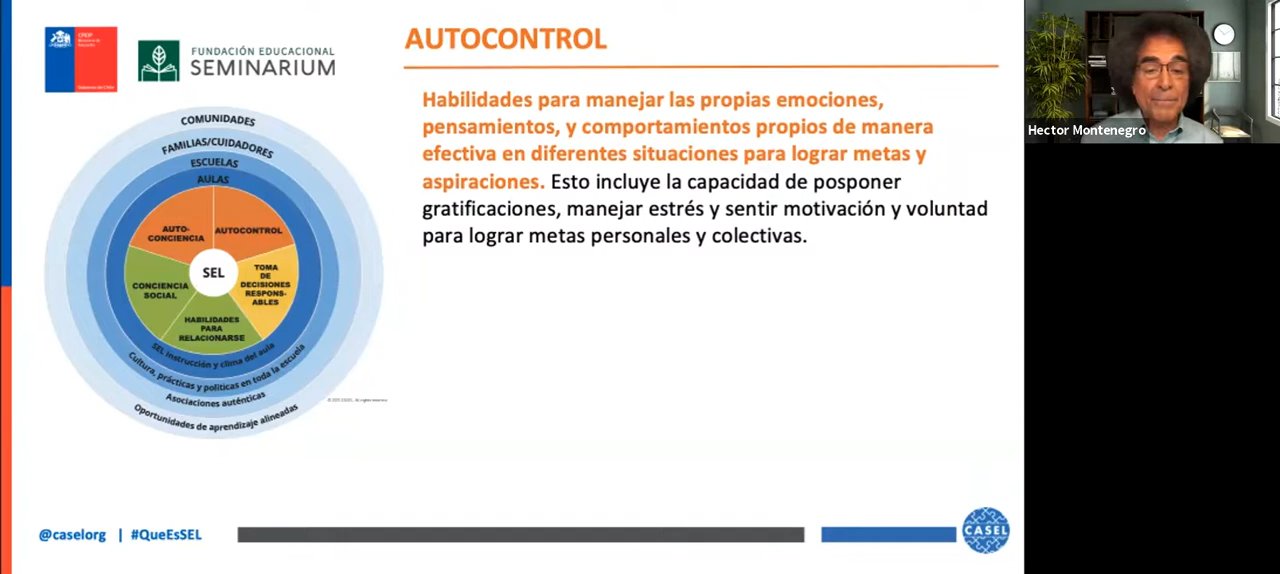 CPEIP
FUNDACIÓN EDUCACIONAL
SEMINARIUM
AUTOCONTROL
Habilidades para manejar las propias emociones,
pensamientos, y comportamientos propios de manera
efectiva en diferentes situaciones para lograr metas y
aspiraciones. Esto incluye la capacidad de posponer
gratificaciones, manejar estrés y sentir motivación y voluntad
para lograr metas personales y colectivas.
COMUNIDADES
FAMILIAS/CUIDADORES
ESCUELAS
AULAS
AUTO-
CONCIENCIA
AUTOCONTROL
SEL
TOMA
DE
DECISIONES
RESPONS-
ABLES
CONCIENCIA
SOCIAL
HABILIDADES
PARA
RELACIONARSE
SEL instrucción y clima del aula
Cultura, prácticas y políticas en toda la escuela
Asociaciones auténticas
Oportunidades de aprendizaje alineadas
@caselorg | #QueEsSEL
CASEL
Hector Montenegro